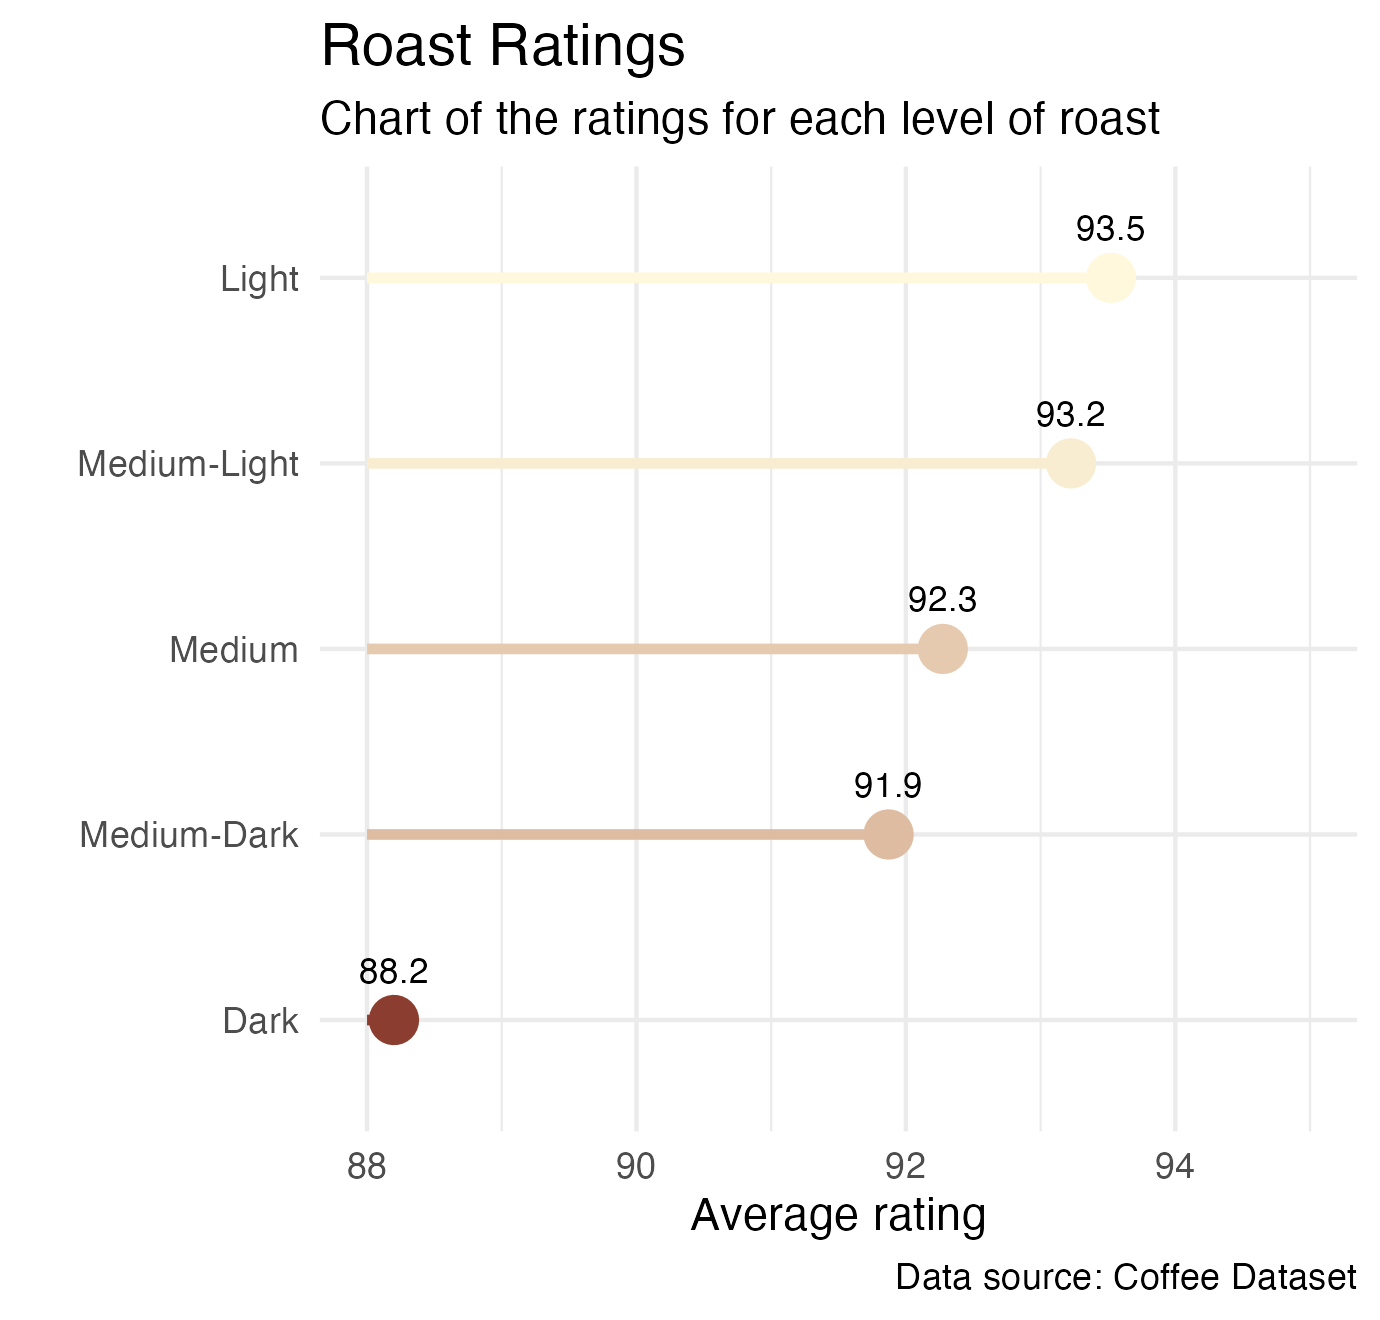 Roast Ratings
Chart of the ratings for each level of roast
93.5
Light
93.2
Medium-Light
92.3
Medium
91.9
Medium-Dark
88.2
Dark
88 90 92 94
Average rating
Data source: Coffee Dataset